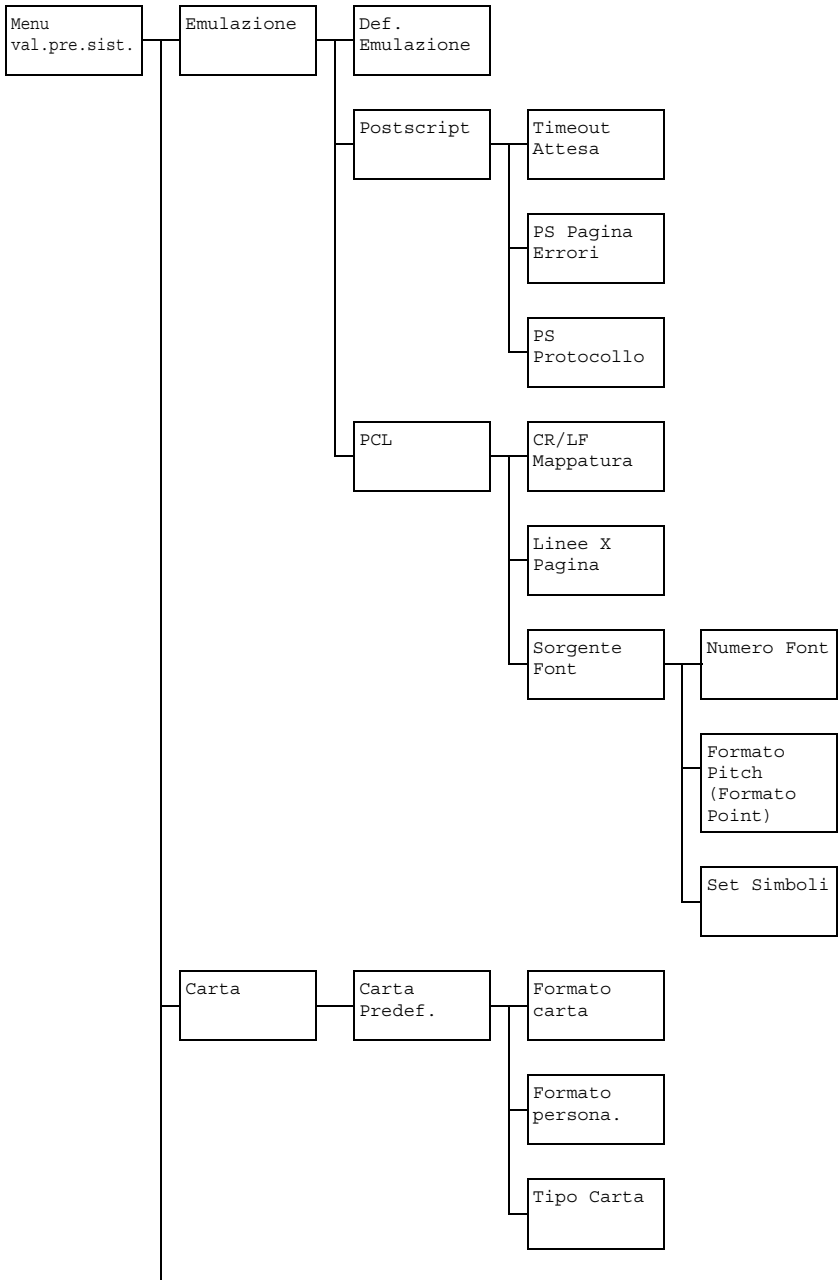 Menu
val.pre.sist.
Emulazione
Def.
Emulazione
Postscript
Timeout
Attesa
PS Pagina
Errori
PS
Protocollo
PCL
CR/LF
Mappatura
Linee X
Pagina
Sorgente
Font
Numero Font
Formato
Pitch
(Formato
Point)
Set Simboli
Carta
Carta
Predef.
Formato
carta
Formato
persona.
Tipo Carta